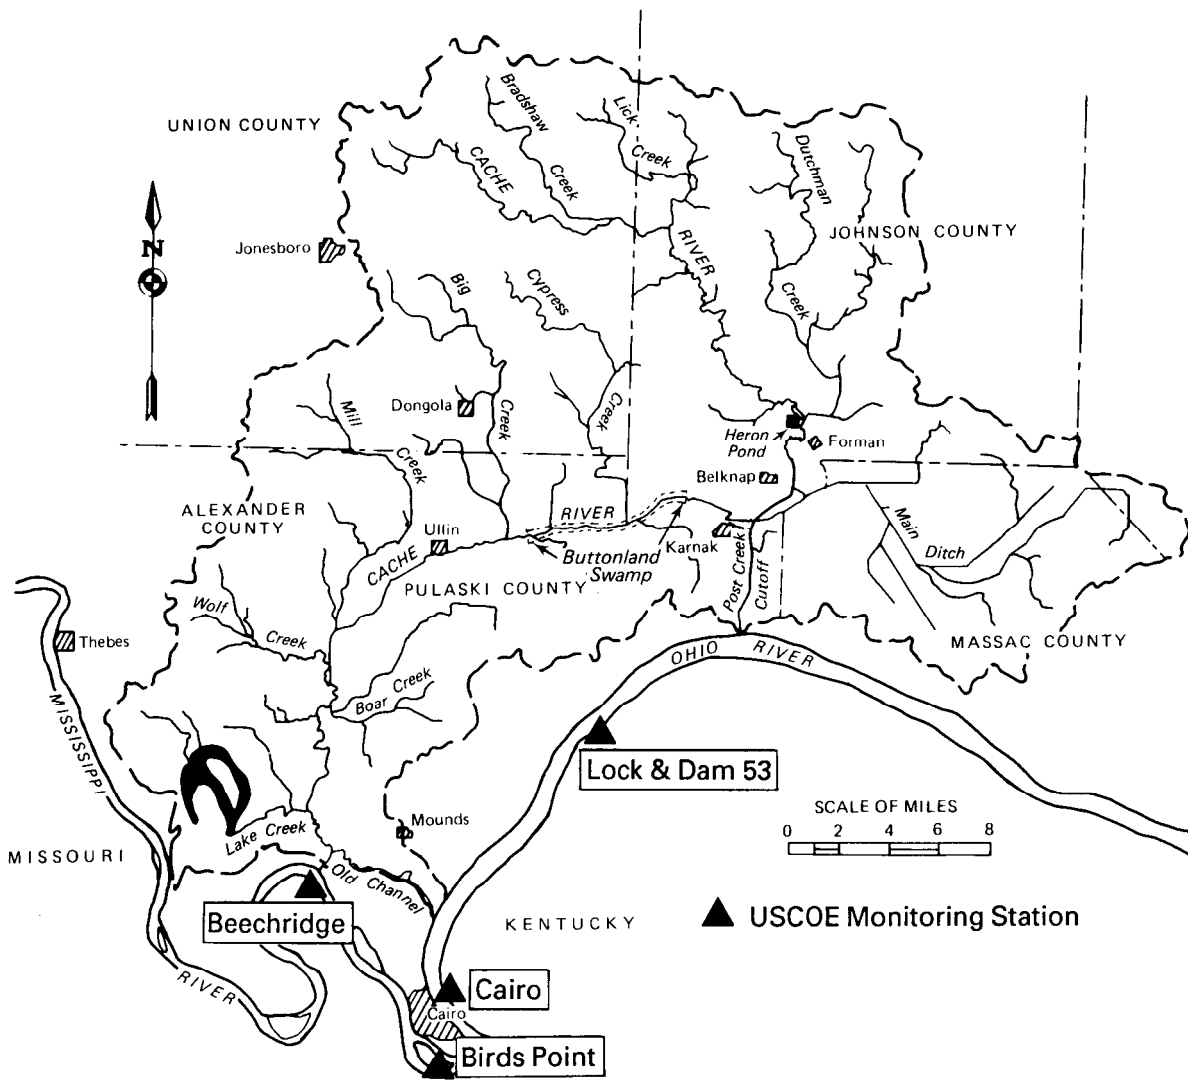 Bradshaw
Creek
Lick
Creek
UNION COUNTY
CACHE
RIVER
Dutchman
Creek
JOHNSON COUNTY
N
Jonesboro
Big
Creek
Cypress
Creek
Mill
Creek
Dongola
Heron
Pond
Forman
Belknap
ALEXANDER
COUNTY
Ullin
CACHE
RIVER
Buttonland
Swamp
Karnak
Post Creek
Cutoff
Main
Ditch
PULASKI COUNTY
MASSAC COUNTY
Wolf
Creek
Thebes
Boar Creek
OHIO RIVER
MISSISSIPPI
RIVER
Lock & Dam 53
SCALE OF MILES
0 2 4 6 8
Mounds
Lake Creek
MISSOURI
Old Channel
Beechridge
KENTUCKY
USCOE Monitoring Station
Cairo
Cairo
Birds Point